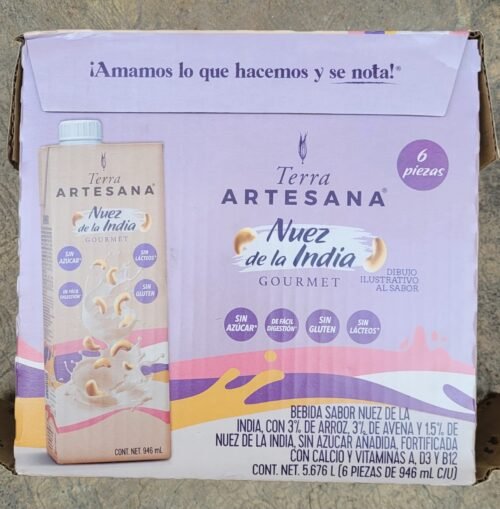 ¡Amamos lo que hacemos y se nota!®
Terra
ARTESANA®
Nuez
de la India
GOURMET
SIN
AZÚCAR*
SIN
LÁCTEOS*
DE FÁCIL
DIGESTIÓN*
SIN
GLUTEN
CONT. NET. 946 mL
6
piezas
Terra
ARTESANA®
Nuez
de la India
GOURMET
DIBUJO
ILUSTRATIVO
AL SABOR
SIN
AZÚCAR*
DE FÁCIL
DIGESTIÓN*
SIN
GLUTEN
SIN
LÁCTEOS*
BEBIDA SABOR NUEZ DE LA
INDIA, CON 3% DE ARROZ, 3% DE AVENA Y 1.5% DE
NUEZ DE LA INDIA, SIN AZÚCAR AÑADIDA, FORTIFICADA
CON CALCIO Y VITAMINAS A, D3 Y B12
CONT. NET. 5.676 L (6 PIEZAS DE 946 mL C/U)